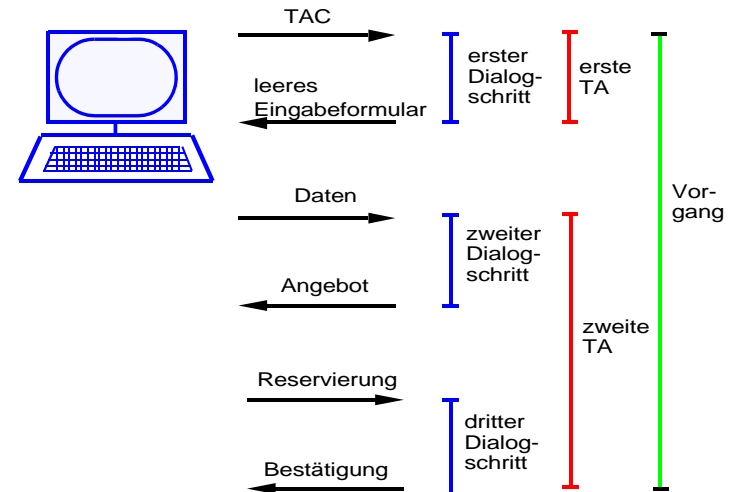 TAC
leeres
Eingabeformular
erster
Dialog-
schritt
erste
TA
Daten
Angebot
zweiter
Dialog-
schritt
Vor-
gang
zweite
TA
Reservierung
Bestätigung
dritter
Dialog-
schritt